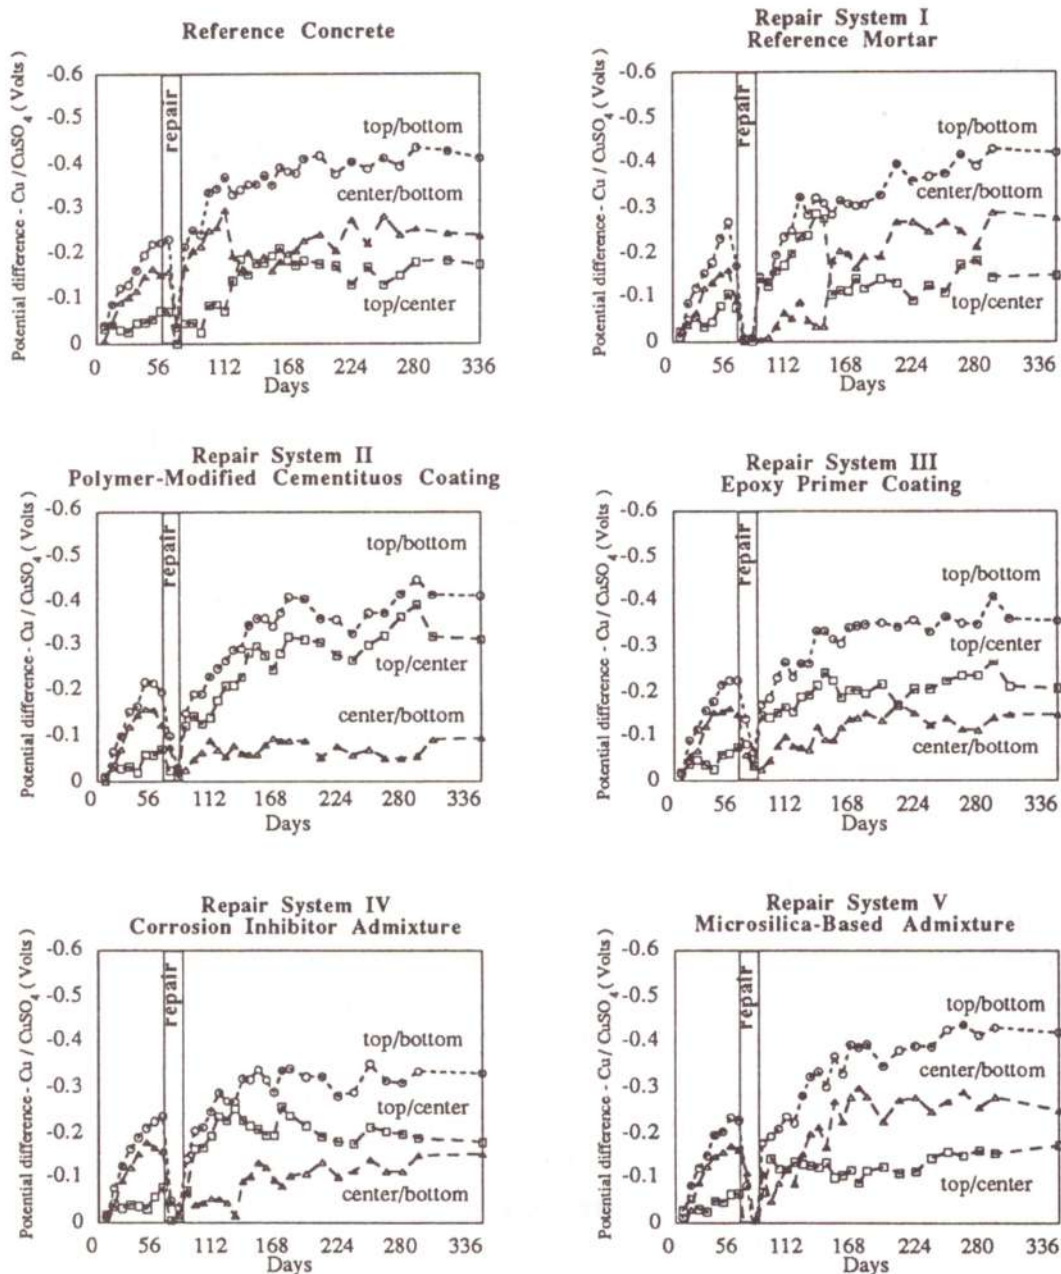 Reference Concrete
Potential difference - Cu / CuSO4 ( Volts )
-0.6
-0.5
-0.4
-0.3
-0.2
-0.1
0
repair
top/bottom
center/bottom
top/center
0 56 112 168 224 280 336
Days
Repair System I
Reference Mortar
Potential difference - Cu / CuSO4 ( Volts )
-0.6
-0.5
-0.4
-0.3
-0.2
-0.1
0
repair
top/bottom
center/bottom
top/center
0 56 112 168 224 280 336
Days
Repair System II
Polymer-Modified Cementituos Coating
Potential difference - Cu / CuSO4 ( Volts )
-0.6
-0.5
-0.4
-0.3
-0.2
-0.1
0
repair
top/bottom
top/center
center/bottom
0 56 112 168 224 280 336
Days
Repair System III
Epoxy Primer Coating
Potential difference - Cu / CuSO4 ( Volts )
-0.6
-0.5
-0.4
-0.3
-0.2
-0.1
0
repair
top/bottom
top/center
center/bottom
0 56 112 168 224 280 336
Days
Repair System IV
Corrosion Inhibitor Admixture
Potential difference - Cu / CuSO4 ( Volts )
-0.6
-0.5
-0.4
-0.3
-0.2
-0.1
0
repair
top/bottom
top/center
center/bottom
0 56 112 168 224 280 336
Days
Repair System V
Microsilica-Based Admixture
Potential difference - Cu/ CuSO4 ( Volts )
-0.6
-0.5
-0.4
-0.3
-0.2
-0.1
0
repair
top/bottom
center/bottom
top/center
0 56 112 168 224 280 336
Days